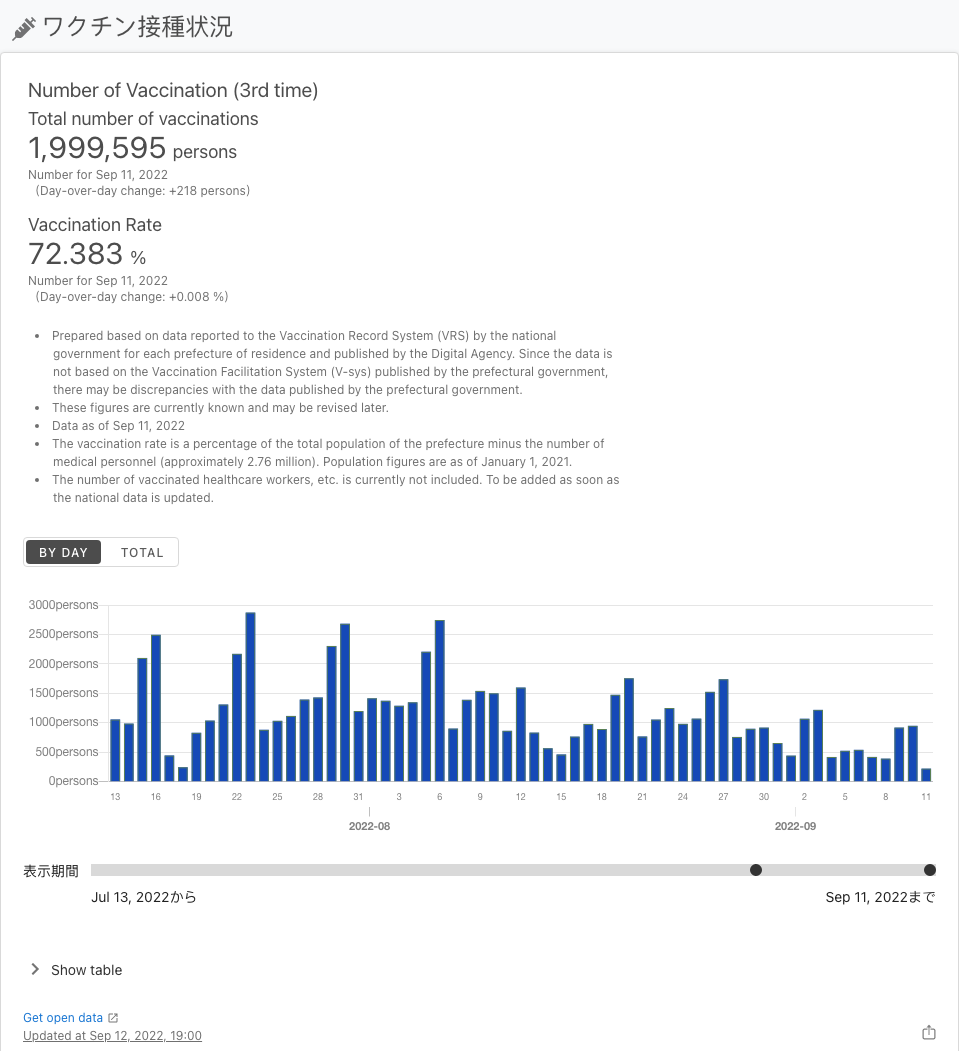 ワクチン接種状況
Number of Vaccination (3rd time)
Total number of vaccinations
1,999,595 persons
Number for Sep 11, 2022
(Day-over-day change: +218 persons)
Vaccination Rate
72.383 %
Number for Sep 11, 2022
(Day-over-day change: +0.008 %)
• Prepared based on data reported to the Vaccination Record System (VRS) by the national
government for each prefecture of residence and published by the Digital Agency. Since the data is
not based on the Vaccination Facilitation System (V-sys) published by the prefectural government,
there may be discrepancies with the data published by the prefectural government.
• These figures are currently known and may be revised later.
• Data as of Sep 11, 2022
• The vaccination rate is a percentage of the total population of the prefecture minus the number of
medical personnel (approximately 2.76 million). Population figures are as of January 1, 2021.
• The number of vaccinated healthcare workers, etc. is currently not included. To be added as soon as
the national data is updated.
BY DAY TOTAL
3000persons
2500persons
2000persons
1500persons
1000persons
500persons
0persons
13 16 19 22 25 28 31 3 6 9 12 15 18 21 24 27 30 2 5 8 11
2022-08 2022-09
表示期間
Jul 13, 2022から Sep 11, 2022まで
Show table
Get open data
Updated at Sep 12, 2022, 19:00